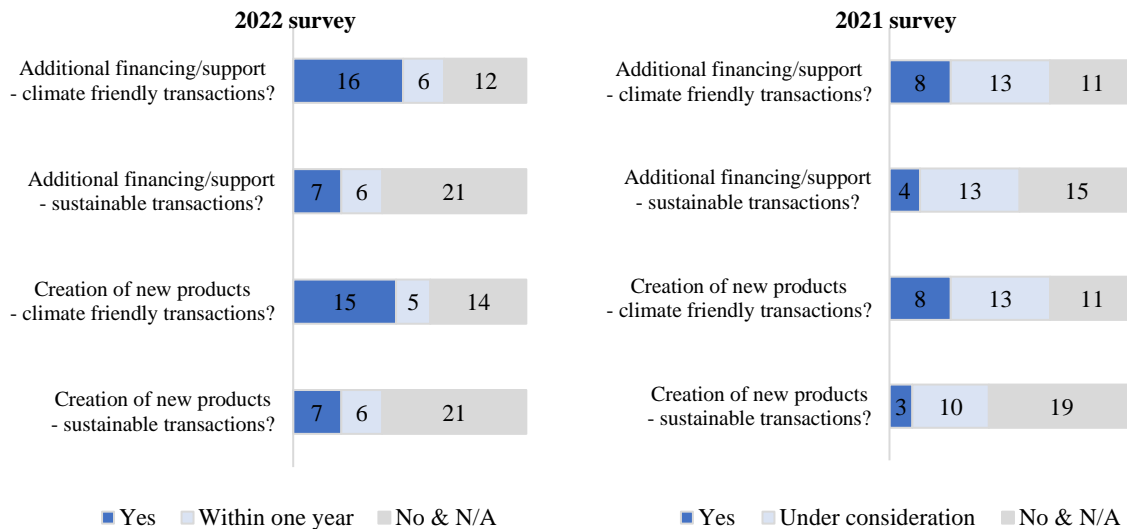 2022 survey
Additional financing/support
- climate friendly transactions?
16 6 12
Additional financing/support
- sustainable transactions?
7 6 21
Creation of new products
- climate friendly transactions?
15 5 14
Creation of new products
- sustainable transactions?
7 6 21
Yes Within one year No & N/A
2021 survey
Additional financing/support
- climate friendly transactions?
8 13 11
Additional financing/support
- sustainable transactions?
4 13 15
Creation of new products
- climate friendly transactions?
8 13 11
Creation of new products
- sustainable transactions?
3 10 19
Yes Under consideration No & N/A